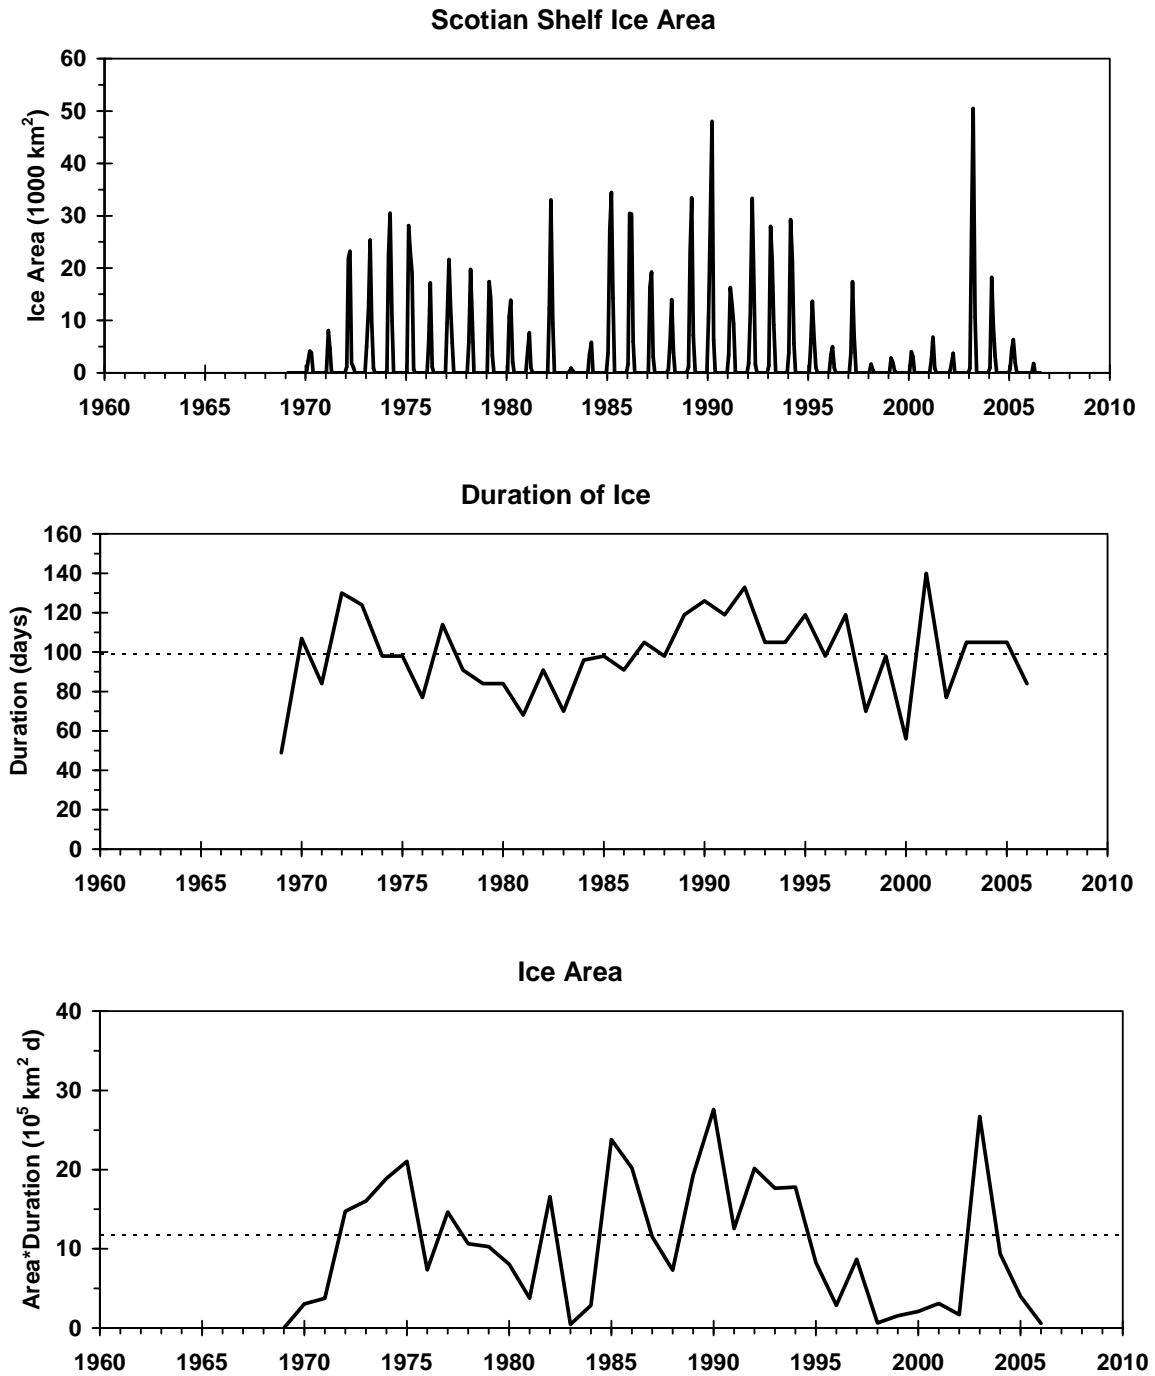 Scotian Shelf Ice Area
Ice Area (1000 km²)
60
50
40
30
20
10
0
1960 1965 1970 1975 1980 1985 1990 1995 2000 2005 2010
Duration of Ice
Duration (days)
160
140
120
100
80
60
40
20
0
1960 1965 1970 1975 1980 1985 1990 1995 2000 2005 2010
Ice Area
Area*Duration (10⁵ km² d)
40
30
20
10
0
1960 1965 1970 1975 1980 1985 1990 1995 2000 2005 2010